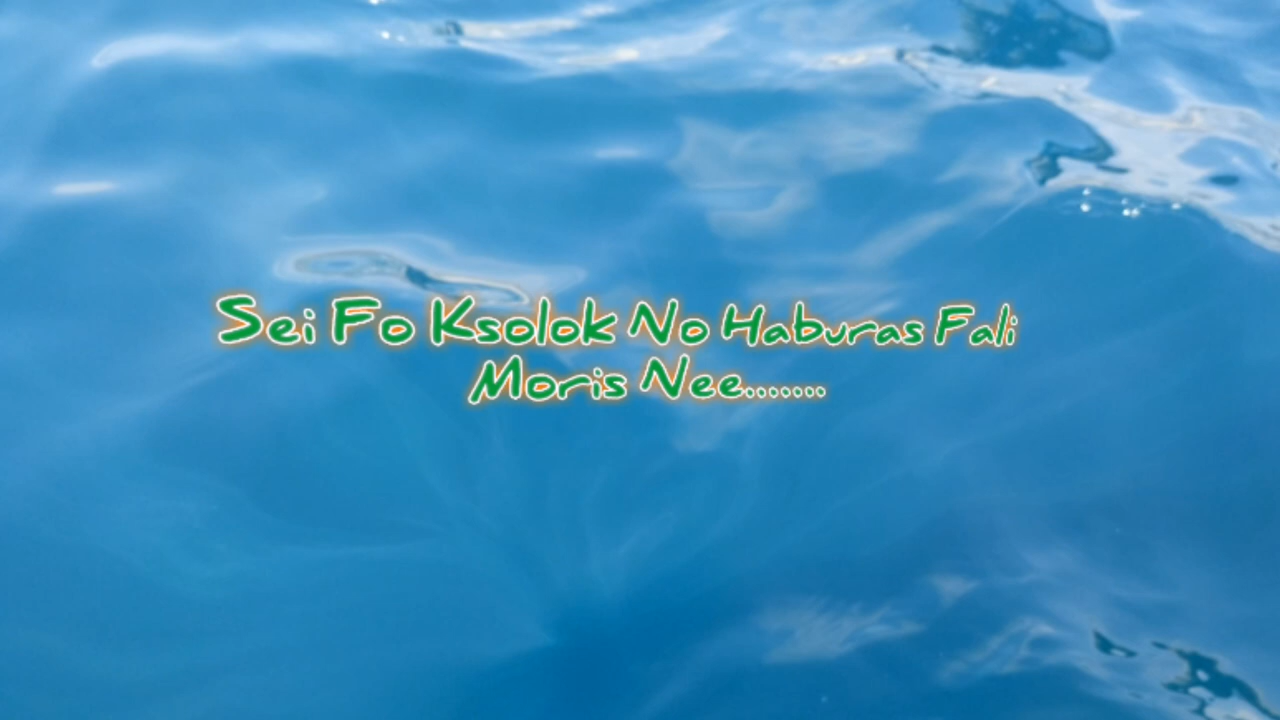 Sei Fo Ksolok No Haburas Fali
Moris Nee.......